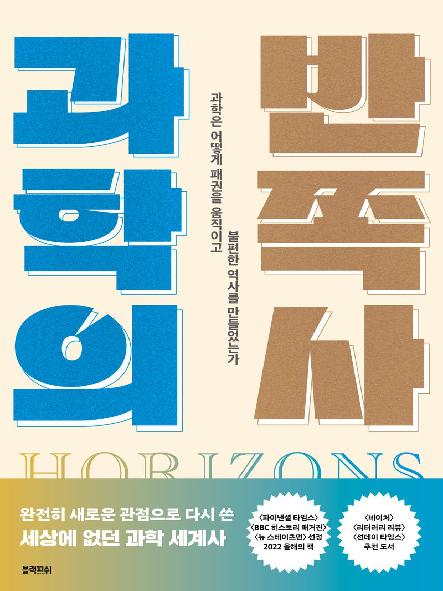 과학의
반쪽사
과학은 어떻게 패권을 움직이고
불편한 역사를 만들었는가
HORIZONS
완전히 새로운 관점으로 다시 쓴
세상에 없던 과학 세계사
〈파이낸셜 타임스〉
〈BBC 히스토리 매거진〉
〈뉴 스테이츠먼〉 선정
2022 올해의 책
〈네이처〉
〈리터러리 리뷰〉
〈선데이 타임스〉
추천 도서
블랙피쉬